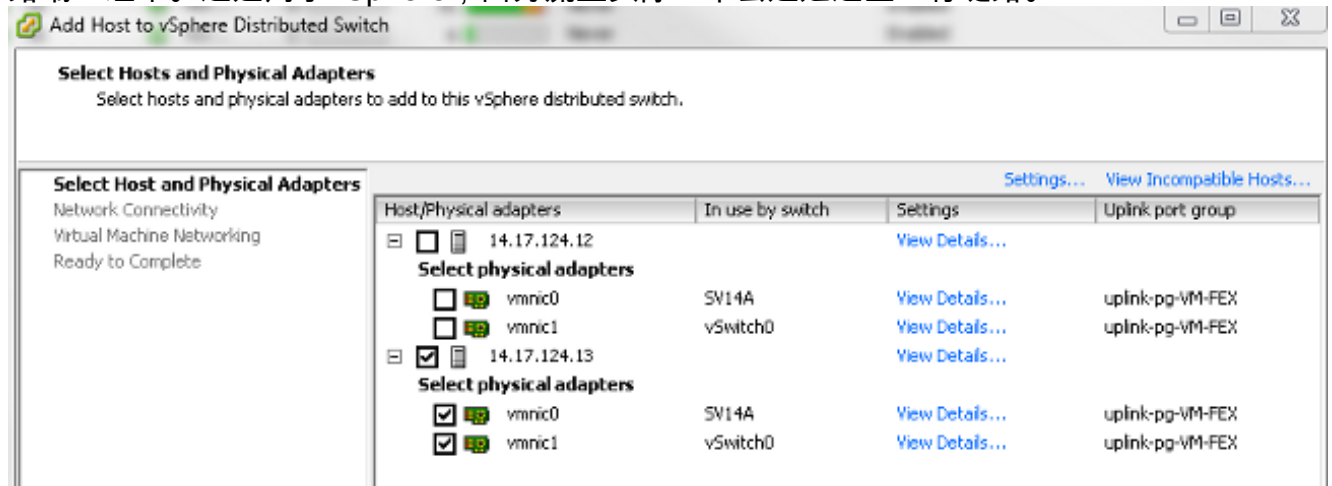 Add Host to vSphere Distributed Switch
Select Hosts and Physical Adapters
Select hosts and physical adapters to add to this vSphere distributed switch.
Settings... View Incompatible Hosts...
Select Host and Physical Adapters
Network Connectivity
Virtual Machine Networking
Ready to Complete
Host/Physical adapters In use by switch Settings Uplink port group
14.17.124.12 View Details...
Select physical adapters
vmnic0 SV14A View Details... uplink-pg-VM-FEX
vmnic1 vSwitch0 View Details... uplink-pg-VM-FEX
14.17.124.13 View Details...
Select physical adapters
vmnic0 SV14A View Details... uplink-pg-VM-FEX
vmnic1 vSwitch0 View Details... uplink-pg-VM-FEX